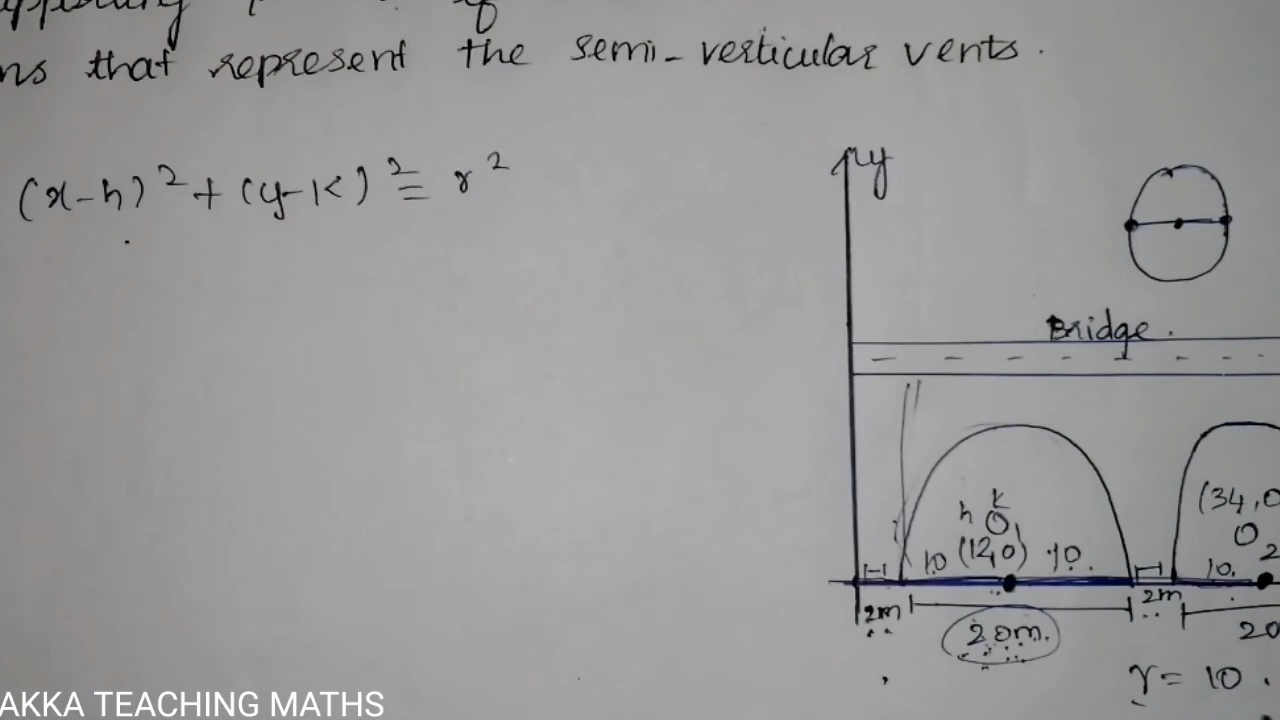 ns that represent the semi-verticular vents.
(x-h)² + (y-k)² = r²
y
Bridge.
h k
O1
(12,0)
10 10.
(34,0
O2
10.
2m
20m.
2m
20
r = 10.
AKKA TEACHING MATHS